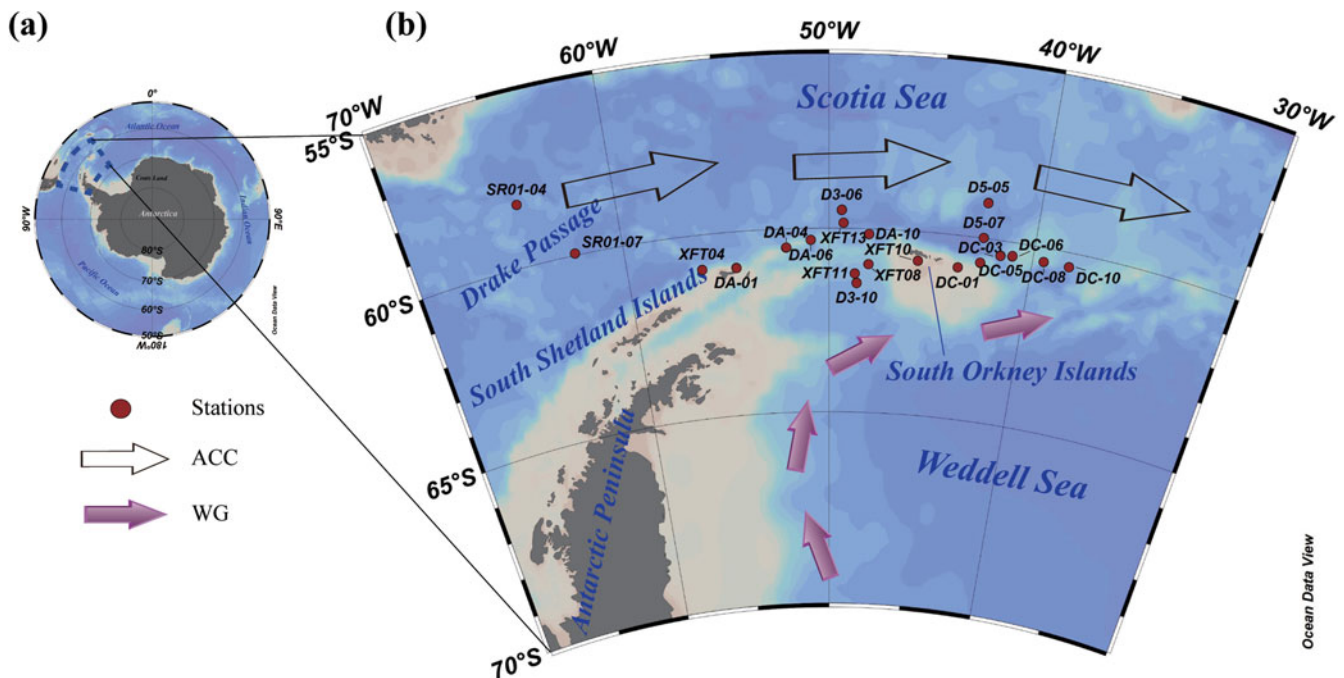 (a)
0°
Atlantic Ocean
Coats Land
90°W
Antarctica
Indian Ocean
90°E
80°S
Pacific Ocean
70°S
60°S
50°S
180°W
Ocean Data View
Stations
ACC
WG
(b)
70°W
60°W
50°W
40°W
30°W
55°S
60°S
65°S
70°S
Scotia Sea
Drake Passage
South Shetland Islands
Antarctic Peninsulu
South Orkney Islands
Weddell Sea
SR01-04
SR01-07
XFT04
DA-01
DA-04
DA-06
D3-06
XFT13
DA-10
XFT10
XFT11
XFT08
D3-10
D5-05
D5-07
DC-03
DC-06
DC-01
DC-05
DC-08
DC-10
Ocean Data View